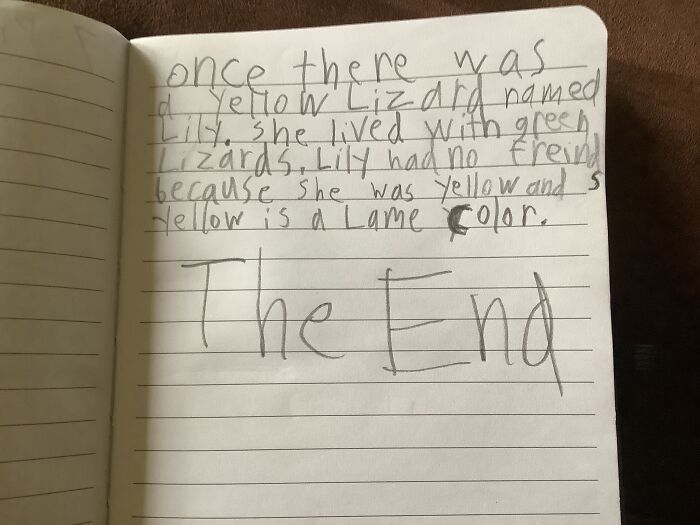 once there was
a yellow Lizard named
Lily. she lived with green
Lizards. Lily had no freinds
because she was yellow and
yellow is a Lame color.
The End